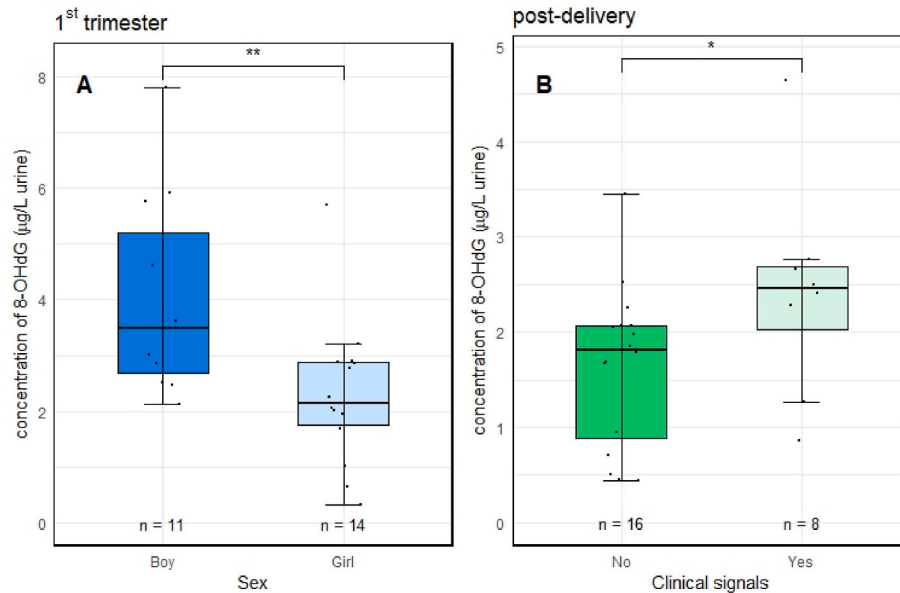 1st trimester
**
A
concentration of 8-OHdG (µg/L urine)
8
6
4
2
0
n = 11
n = 14
Boy
Girl
Sex
post-delivery
*
B
concentration of 8-OHdG (µg/L urine)
5
4
3
2
1
0
n = 16
n = 8
No
Yes
Clinical signals